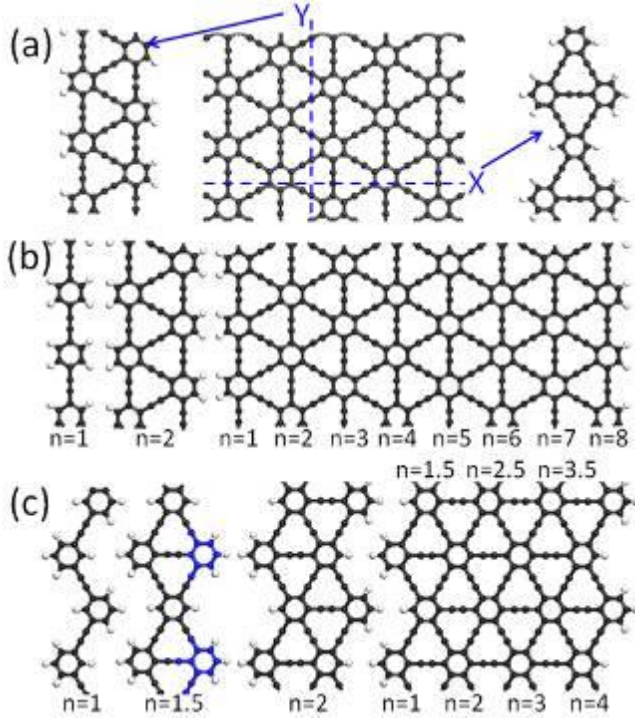 (a) Y X
(b)
n=1 n=2 n=1 n=2 n=3 n=4 n=5 n=6 n=7 n=8
n=1.5 n=2.5 n=3.5
(c)
n=1 n=1.5 n=2 n=1 n=2 n=3 n=4